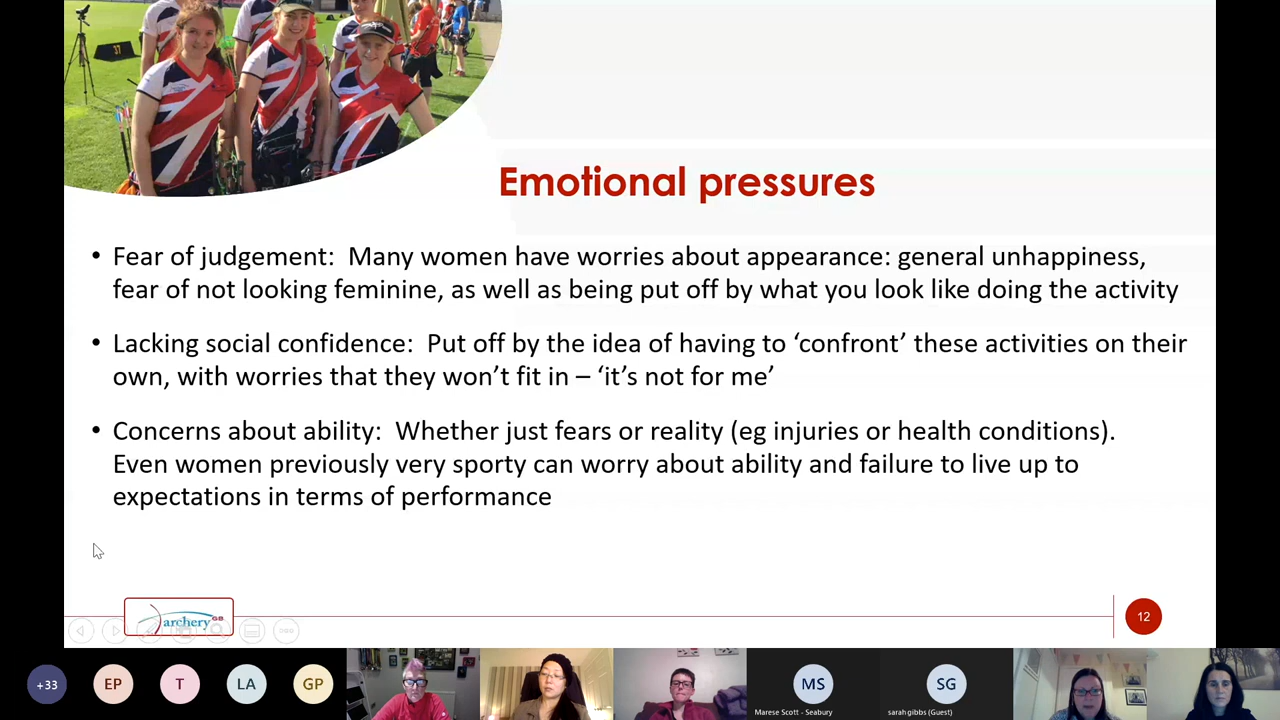 37
Emotional pressures
• Fear of judgement:  Many women have worries about appearance: general unhappiness,
fear of not looking feminine, as well as being put off by what you look like doing the activity
• Lacking social confidence:  Put off by the idea of having to ‘confront’ these activities on their
own, with worries that they won’t fit in – ‘it’s not for me’
• Concerns about ability:  Whether just fears or reality (eg injuries or health conditions).
Even women previously very sporty can worry about ability and failure to live up to
expectations in terms of performance
archery GB
12
+33
EP
T
LA
GP
MS
Marese Scott - Seabury
SG
sarah gibbs (Guest)